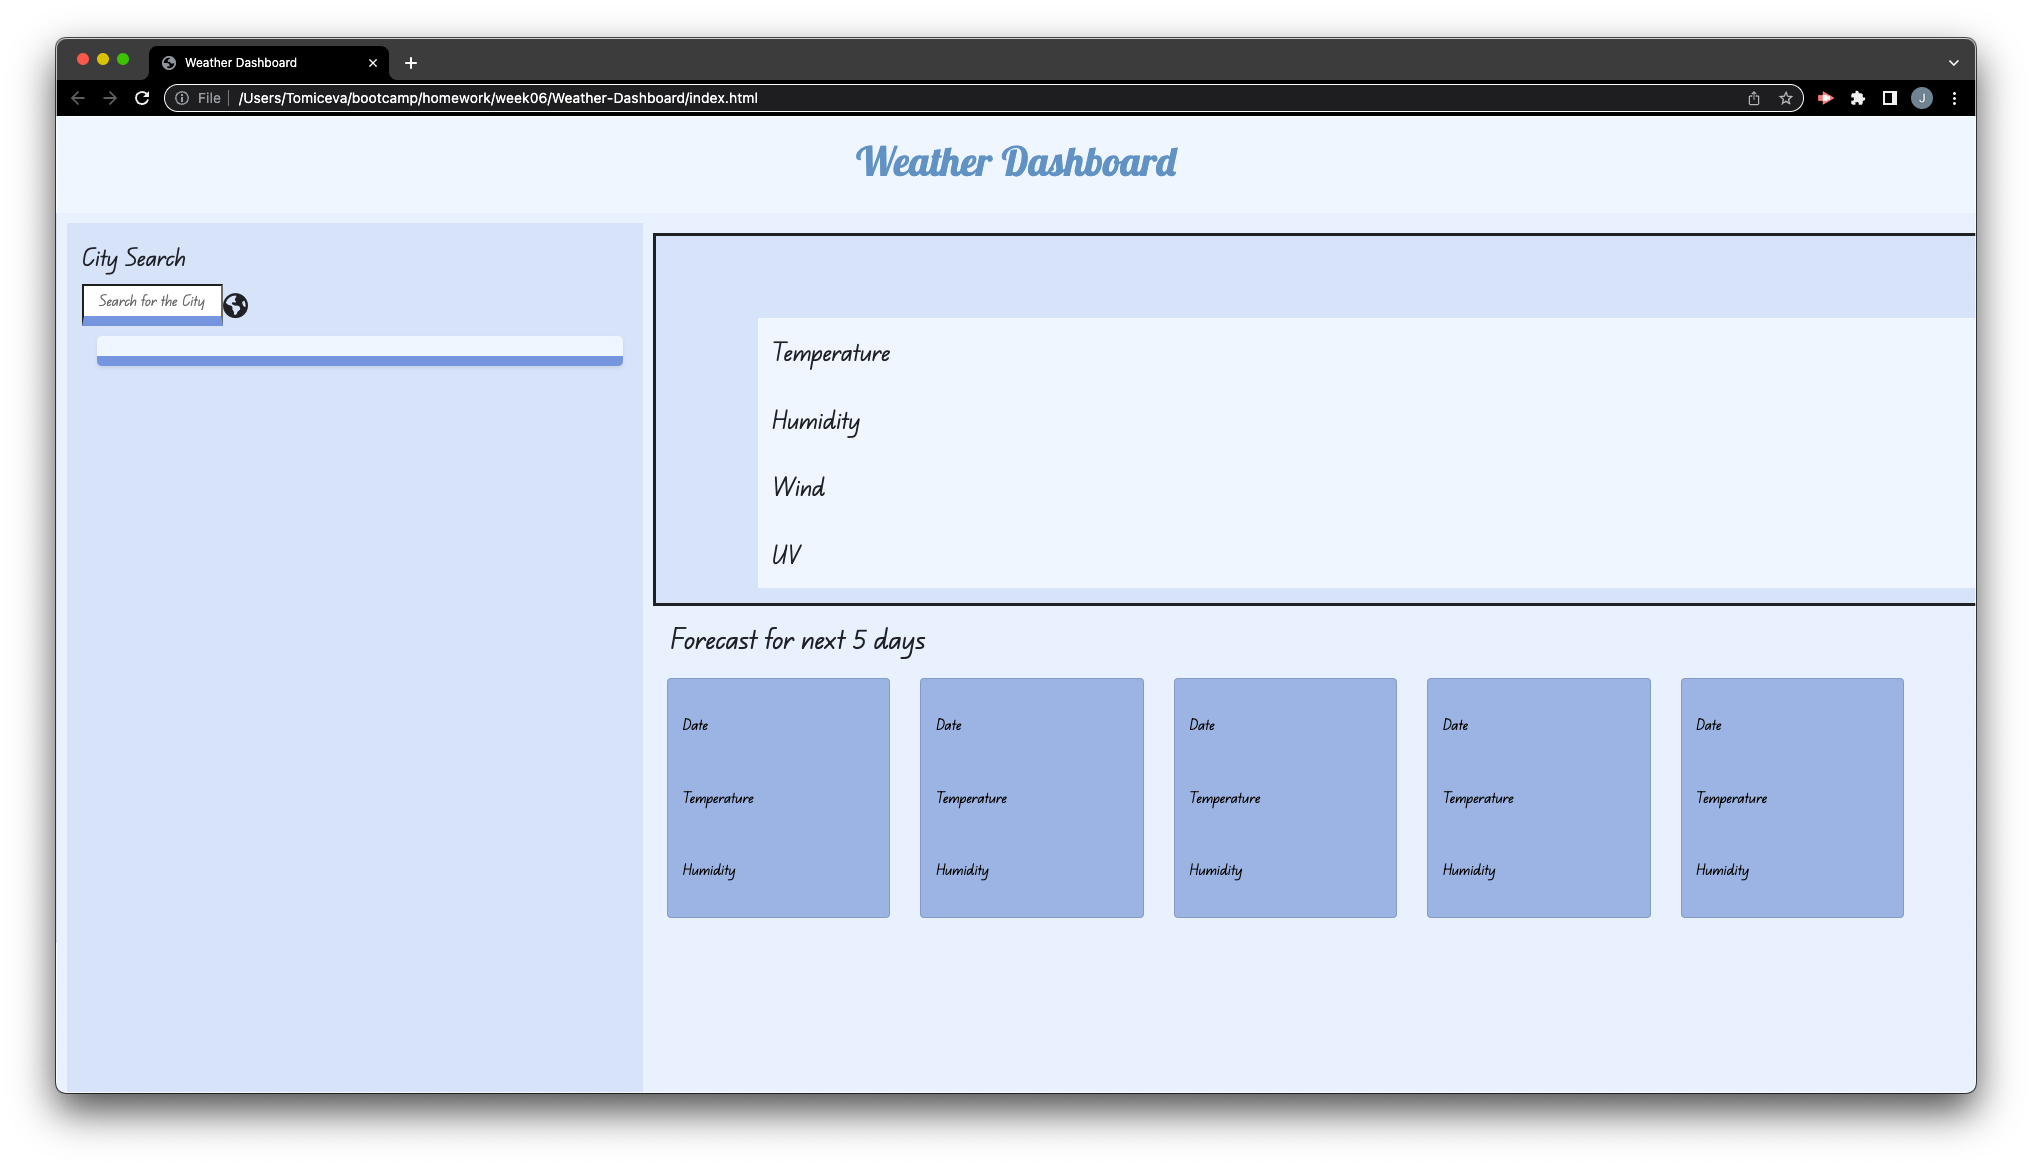 Weather Dashboard
File /Users/Tomiceva/bootcamp/homework/week06/Weather-Dashboard/index.html
J
Weather Dashboard
City Search
Search for the City
Temperature
Humidity
Wind
UV
Forecast for next 5 days
Date Date Date Date Date
Temperature Temperature Temperature Temperature Temperature
Humidity Humidity Humidity Humidity Humidity